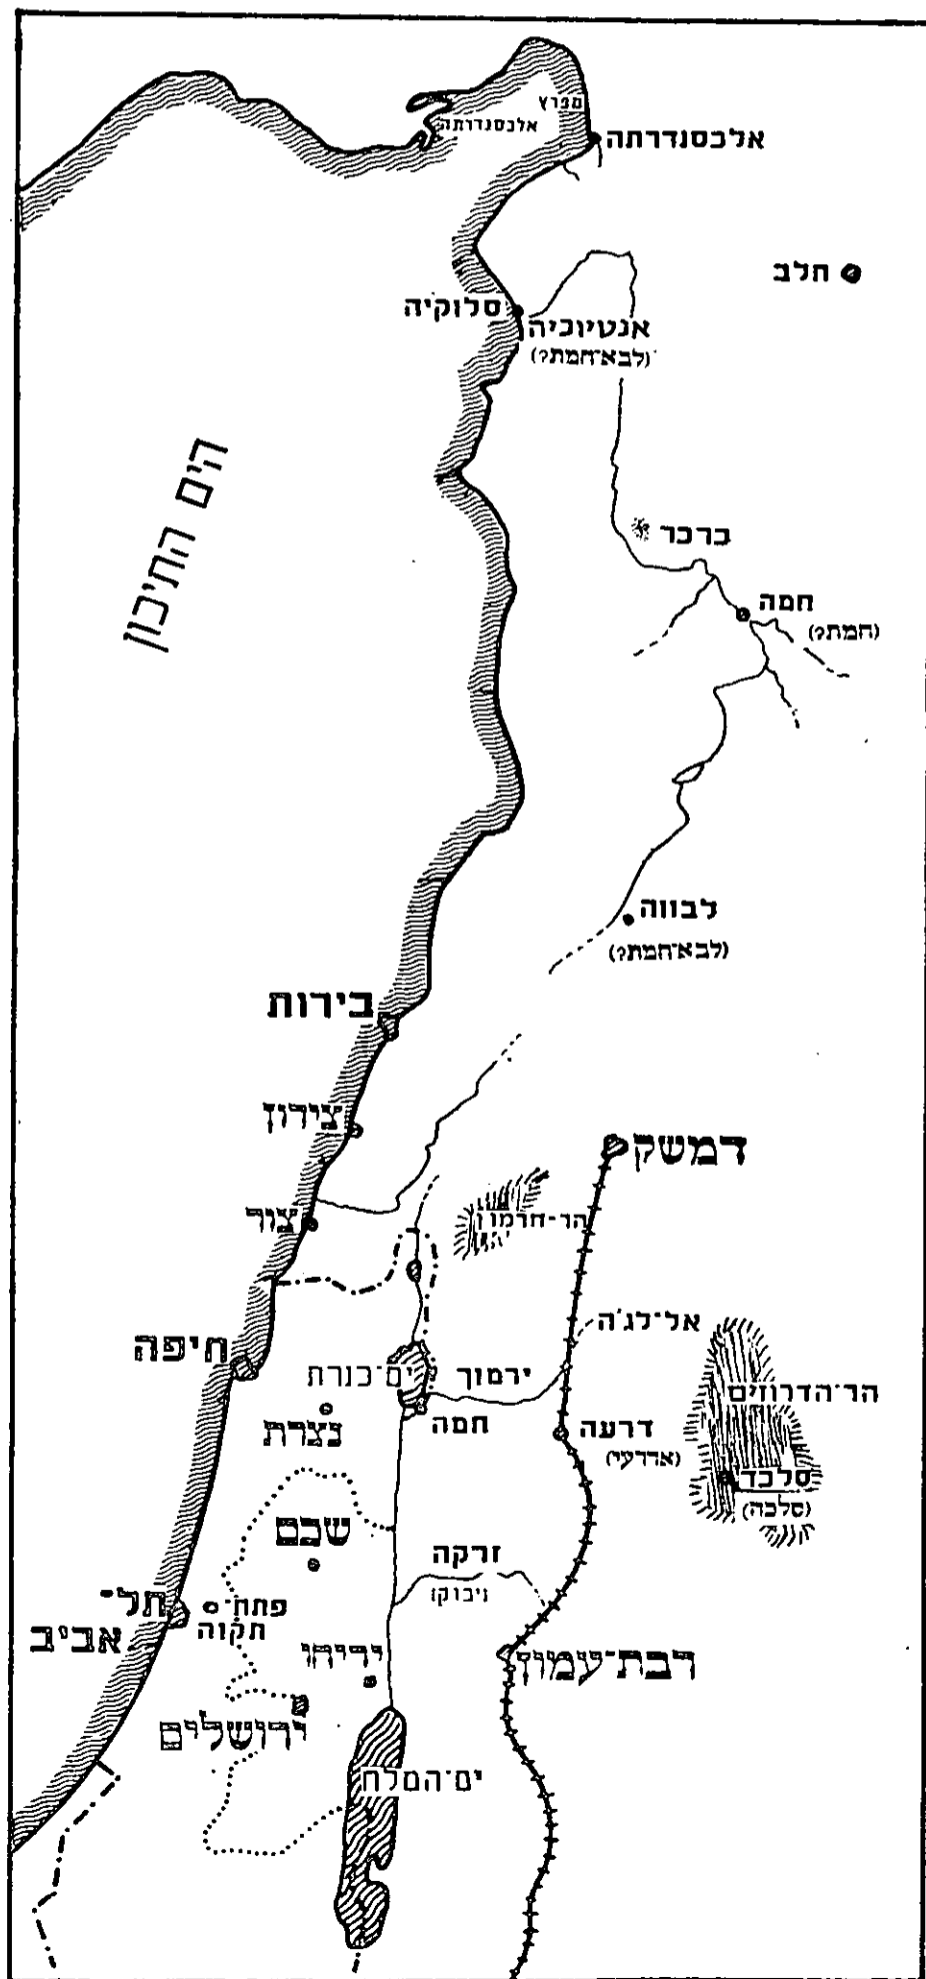 מפרץ
אלכסנדרתה
אלכסנדרתה
חלב
סלוקיה
אנטיוכיה
(לבא־חמת?)
הים התיכון
ברכר
חמה
(חמת?)
לבווה
(לבא־חמת?)
בירות
צידון
דמשק
צור
הר-חרמון
אל־לג'ה
חיפה
ים־כנרת
ירמוך
הר־הדרוזים
נצרת
חמה
דרעה
(אדרעי)
סלכד
(סלכה)
שכם
זרקה
(יבוק)
תל־
אביב
פתח־
תקוה
יריחו
רבת־עמון
ירושלים
ים־המלח